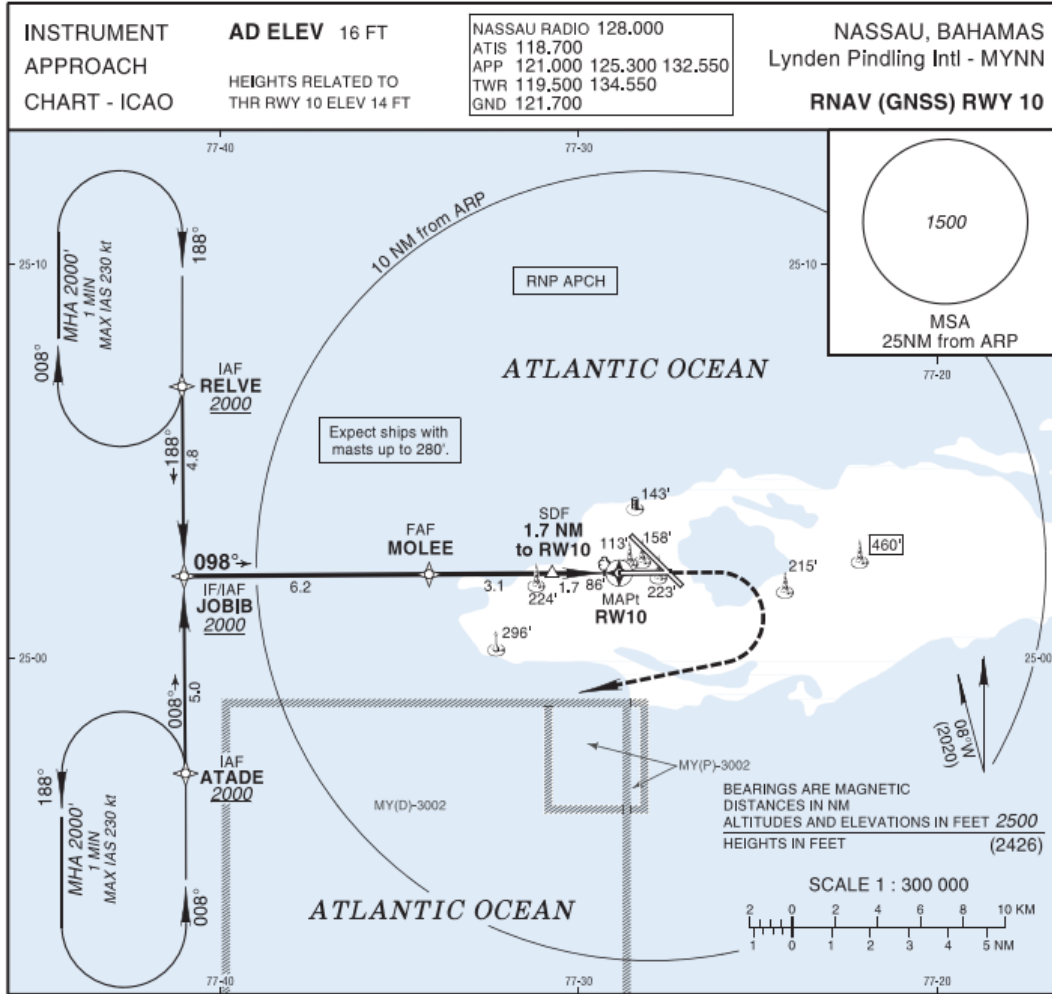 INSTRUMENT
APPROACH
CHART - ICAO
AD ELEV 16 FT
HEIGHTS RELATED TO
THR RWY 10 ELEV 14 FT
NASSAU RADIO 128.000
ATIS 118.700
APP 121.000 125.300 132.550
TWR 119.500 134.550
GND 121.700
NASSAU, BAHAMAS
Lynden Pindling Intl - MYNN
RNAV (GNSS) RWY 10
77-40
77-30
1500
MSA
25NM from ARP
10 NM from ARP
25-10
25-10
RNP APCH
188°
MHA 2000'
1 MIN
MAX IAS 230 kt
008°
ATLANTIC OCEAN
77-20
IAF
RELVE
2000
188°
4.8
Expect ships with
masts up to 280'.
143'
SDF
1.7 NM
to RW10
FAF
MOLEE
113'
158'
460'
215'
098°
6.2
3.1
224'
1.7
86'
223'
IF/IAF
JOBIB
2000
MAPt
RW10
296'
25-00
25-00
008°
5.0
08°W
(2020)
IAF
ATADE
2000
188°
MHA 2000'
1 MIN
MAX IAS 230 kt
008°
MY(P)-3002
MY(D)-3002
BEARINGS ARE MAGNETIC
DISTANCES IN NM
ALTITUDES AND ELEVATIONS IN FEET 2500
HEIGHTS IN FEET (2426)
SCALE 1 : 300 000
2 0 2 4 6 8 10 KM
1 0 1 2 3 4 5 NM
ATLANTIC OCEAN
77-40
77-30
77-20